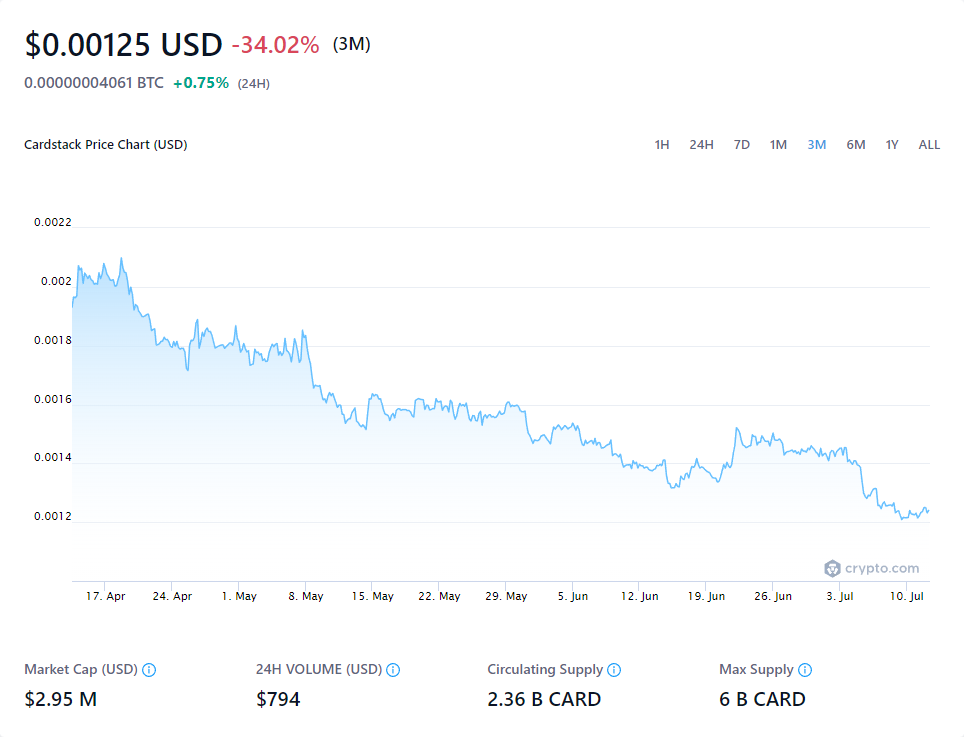 $0.00125 USD -34.02% (3M)
0.00000004061 BTC +0.75% (24H)
Cardstack Price Chart (USD) 1H 24H 7D 1M 3M 6M 1Y ALL
0.0022
0.002
0.0018
0.0016
0.0014
0.0012
crypto.com
17. Apr 24. Apr 1. May 8. May 15. May 22. May 29. May 5. Jun 12. Jun 19. Jun 26. Jun 3. Jul 10. Jul
Market Cap (USD) 24H VOLUME (USD) Circulating Supply Max Supply
$2.95 M $794 2.36 B CARD 6 B CARD